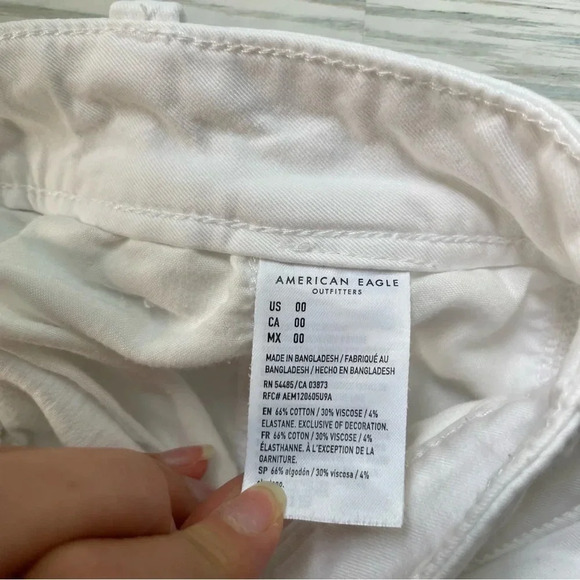 AMERICAN EAGLE
OUTFITTERS
US 00
CA 00
MX 00
MADE IN BANGLADESH / FABRIQUÉ AU
BANGLADESH / HECHO EN BANGLADESH
RN 54485/CA 03873
RFC# AEM120605U9A
EN 66% COTTON / 30% VISCOSE / 4%
ELASTANE. EXCLUSIVE OF DECORATION.
FR 66% COTON / 30% VISCOSE / 4%
ÉLASTHANNE. À L'EXCEPTION DE LA
GARNITURE.
SP 66% algodón / 30% viscosa / 4%